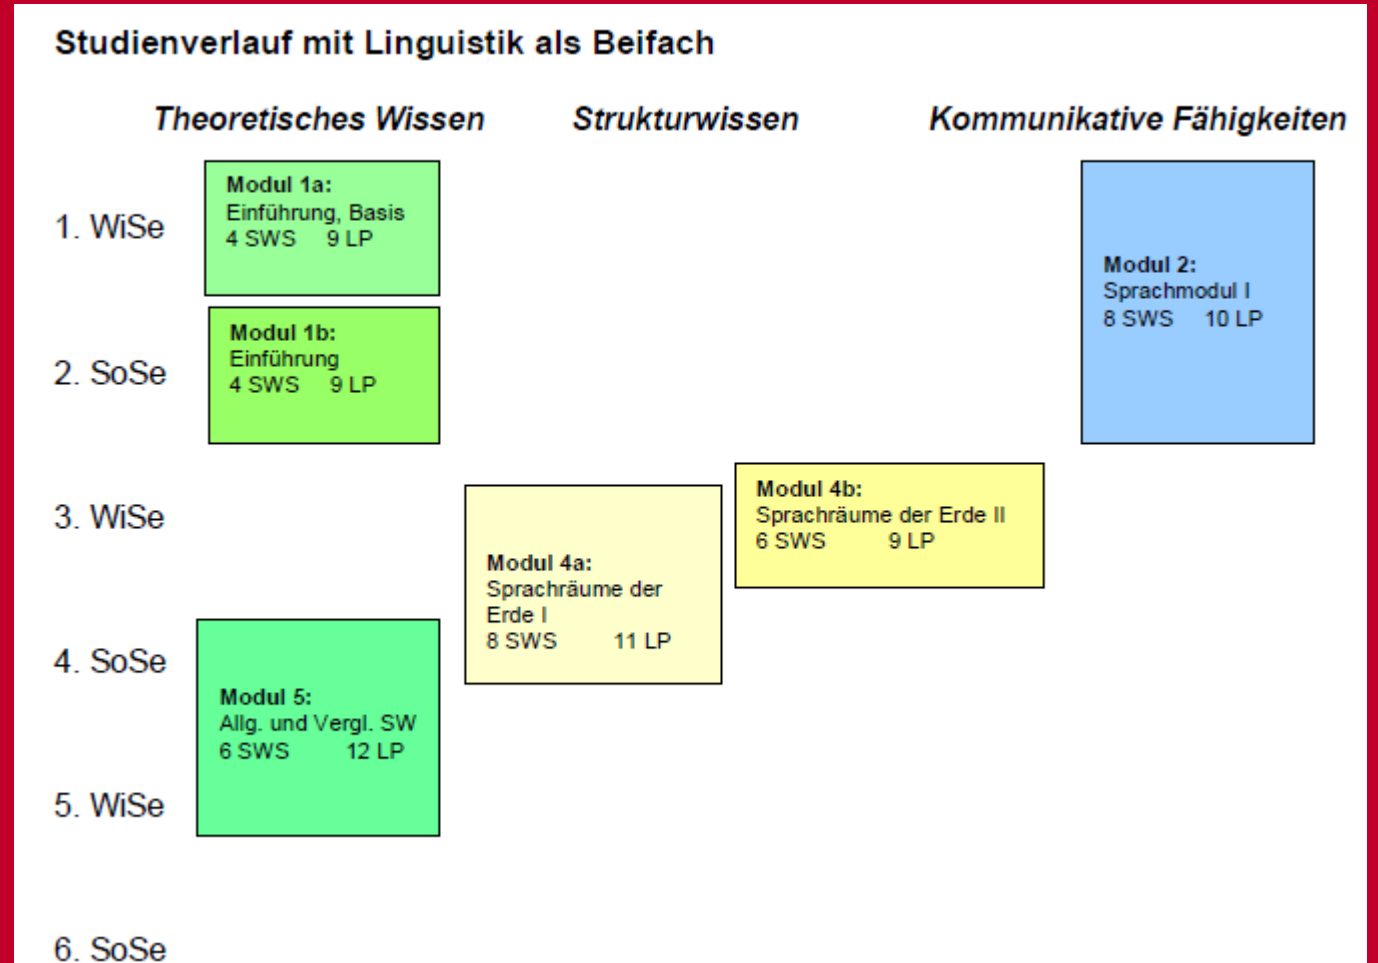 Studienverlauf mit Linguistik als Beifach
Theoretisches Wissen Strukturwissen Kommunikative Fähigkeiten
1. WiSe
Modul 1a:
Einführung, Basis
4 SWS 9 LP
Modul 2:
Sprachmodul I
8 SWS 10 LP
2. SoSe
Modul 1b:
Einführung
4 SWS 9 LP
3. WiSe
Modul 4a:
Sprachräume der
Erde I
8 SWS 11 LP
Modul 4b:
Sprachräume der Erde II
6 SWS 9 LP
4. SoSe
Modul 5:
Allg. und Vergl. SW
6 SWS 12 LP
5. WiSe
6. SoSe